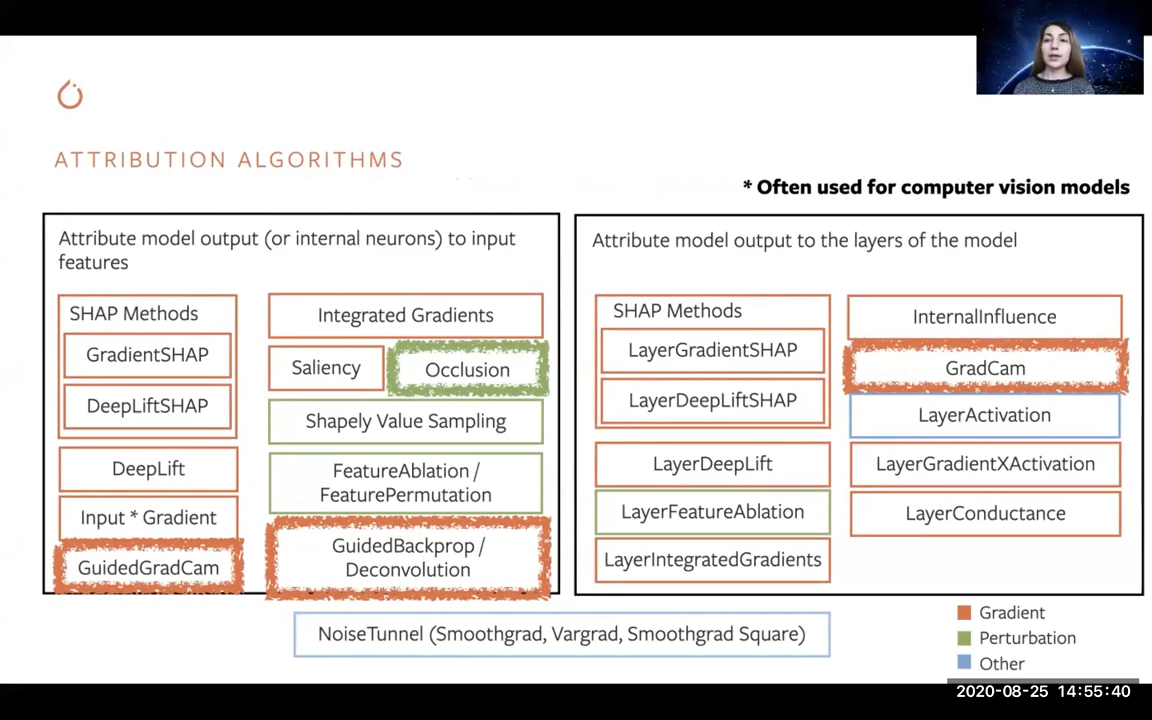 ATTRIBUTION ALGORITHMS
* Often used for computer vision models
Attribute model output (or internal neurons) to input
features
SHAP Methods
GradientSHAP
DeepLiftSHAP
DeepLift
Input * Gradient
GuidedGradCam
Integrated Gradients
Saliency
Occlusion
Shapely Value Sampling
FeatureAblation /
FeaturePermutation
GuidedBackprop /
Deconvolution
Attribute model output to the layers of the model
SHAP Methods
LayerGradientSHAP
LayerDeepLiftSHAP
LayerDeepLift
LayerFeatureAblation
LayerIntegratedGradients
InternalInfluence
GradCam
LayerActivation
LayerGradientXActivation
LayerConductance
NoiseTunnel (Smoothgrad, Vargrad, Smoothgrad Square)
Gradient
Perturbation
Other
2020-08-25 14:55:40